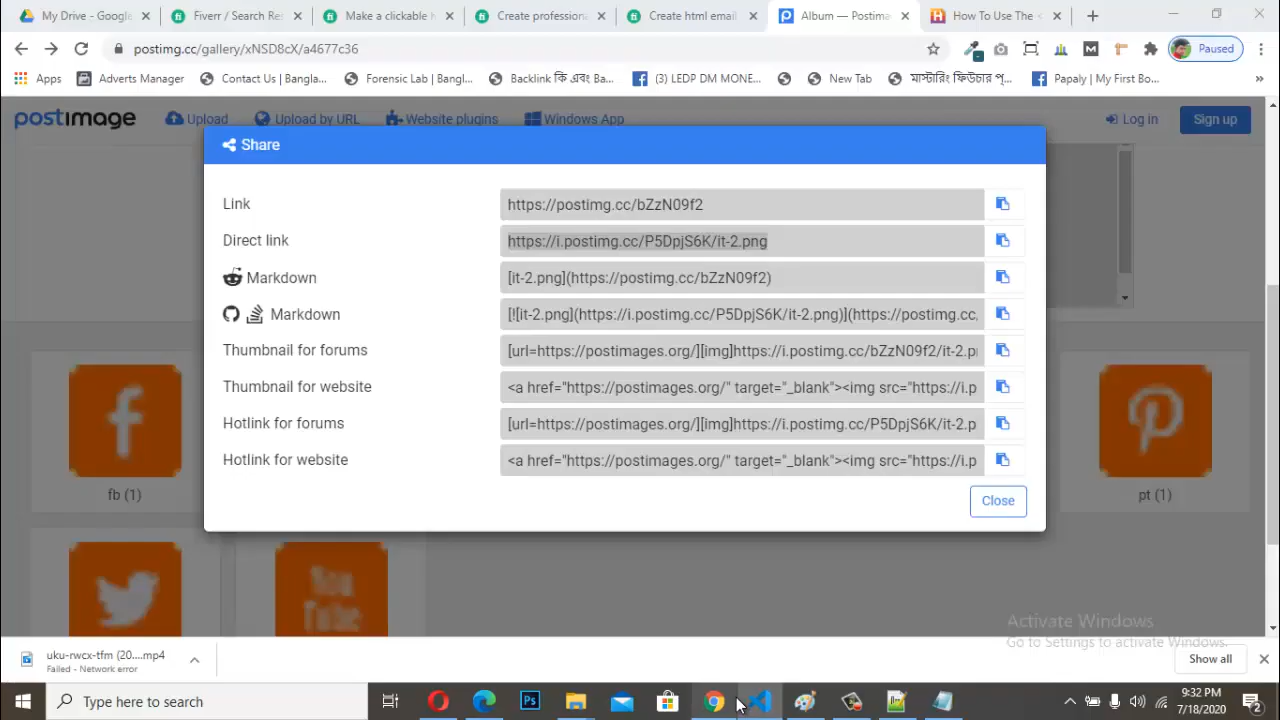 My Drive - Google
Fiverr / Search Re
Make a clickable h
Create professiona
Create html email
Album — Postima
How To Use The <
postimg.cc/gallery/xNSD8cX/a4677c36
Paused
Apps
Adverts Manager
Contact Us | Bangla...
Forensic Lab | Bangl...
Backlink কি এবং Ba...
(3) LEDP DM MONE...
New Tab
মাস্টারিং ফিউচার প্...
Papaly | My First Bo...
postimage
Upload
Upload by URL
Website plugins
Windows App
Log in
Sign up
Share
Link
https://postimg.cc/bZzN09f2
Direct link
https://i.postimg.cc/P5DpjS6K/it-2.png
Markdown
[it-2.png](https://postimg.cc/bZzN09f2)
Markdown
[![it-2.png](https://i.postimg.cc/P5DpjS6K/it-2.png)](https://postimg.cc,
Thumbnail for forums
[url=https://postimages.org/][img]https://i.postimg.cc/bZzN09f2/it-2.p
Thumbnail for website
<a href="https://postimages.org/" target="_blank"><img src="https://i.p
Hotlink for forums
[url=https://postimages.org/][img]https://i.postimg.cc/P5DpjS6K/it-2.p
Hotlink for website
<a href="https://postimages.org/" target="_blank"><img src="https://i.p
Close
fb (1)
pt (1)
You
Tube
Activate Windows
Go to Settings to activate Windows.
uku-rwcx-tfm (20....mp4
Failed - Network error
Show all
Type here to search
Ps
9:32 PM
7/18/2020
2